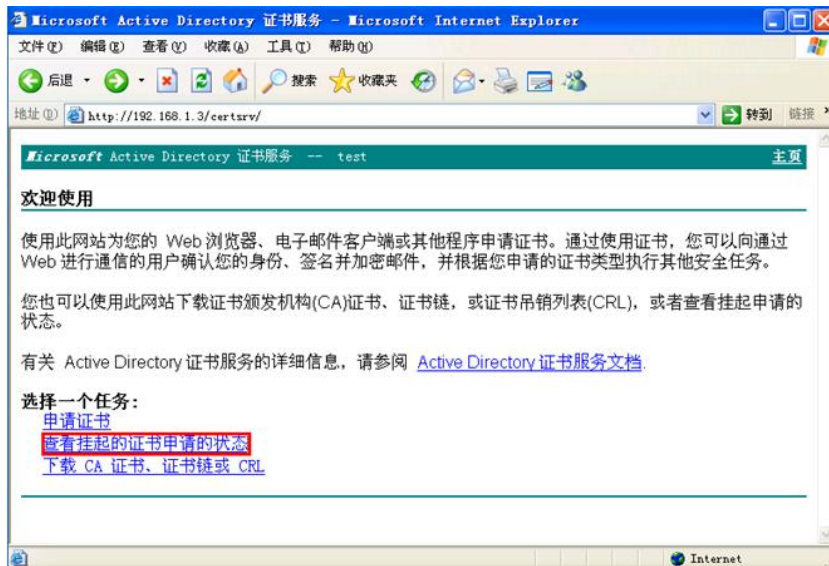 Microsoft Active Directory 证书服务 - Microsoft Internet Explorer
文件(F) 编辑(E) 查看(V) 收藏(A) 工具(T) 帮助(H)
后退 搜索 收藏夹
地址(D) http://192.168.1.3/certsrv/ 转到 链接 »
Microsoft Active Directory 证书服务 -- test 主页
欢迎使用
使用此网站为您的 Web 浏览器、电子邮件客户端或其他程序申请证书。通过使用证书，您可以向通过
Web 进行通信的用户确认您的身份、签名并加密邮件，并根据您申请的证书类型执行其他安全任务。
您也可以使用此网站下载证书颁发机构(CA)证书、证书链，或证书吊销列表(CRL)，或者查看挂起申请的
状态。
有关 Active Directory 证书服务的详细信息，请参阅 Active Directory 证书服务文档.
选择一个任务:
申请证书
查看挂起的证书申请的状态
下载 CA 证书、证书链或 CRL
Internet